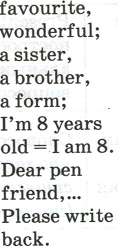 favourite,
wonderful;
a sister,
a brother,
a form;
I'm 8 years
old = I am 8.
Dear pen
friend,...
Please write
back.